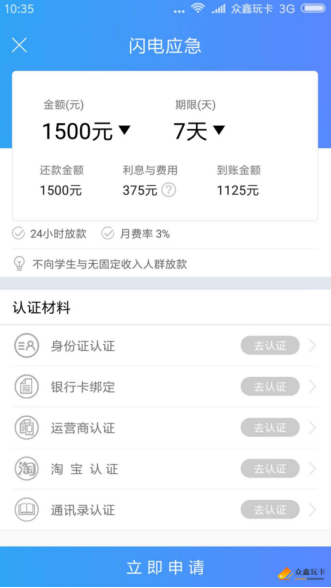 10:35
... 众鑫玩卡 3G
闪电应急
金额(元) 期限(天)
1500元 7天
还款金额 利息与费用 到账金额
1500元 375元 1125元
24小时放款 月费率 3%
不向学生与无固定收入人群放款
认证材料
身份证认证 去认证
银行卡绑定 去认证
运营商认证 去认证
淘 宝 认 证 去认证
通讯录认证 去认证
立即申请
众鑫玩卡